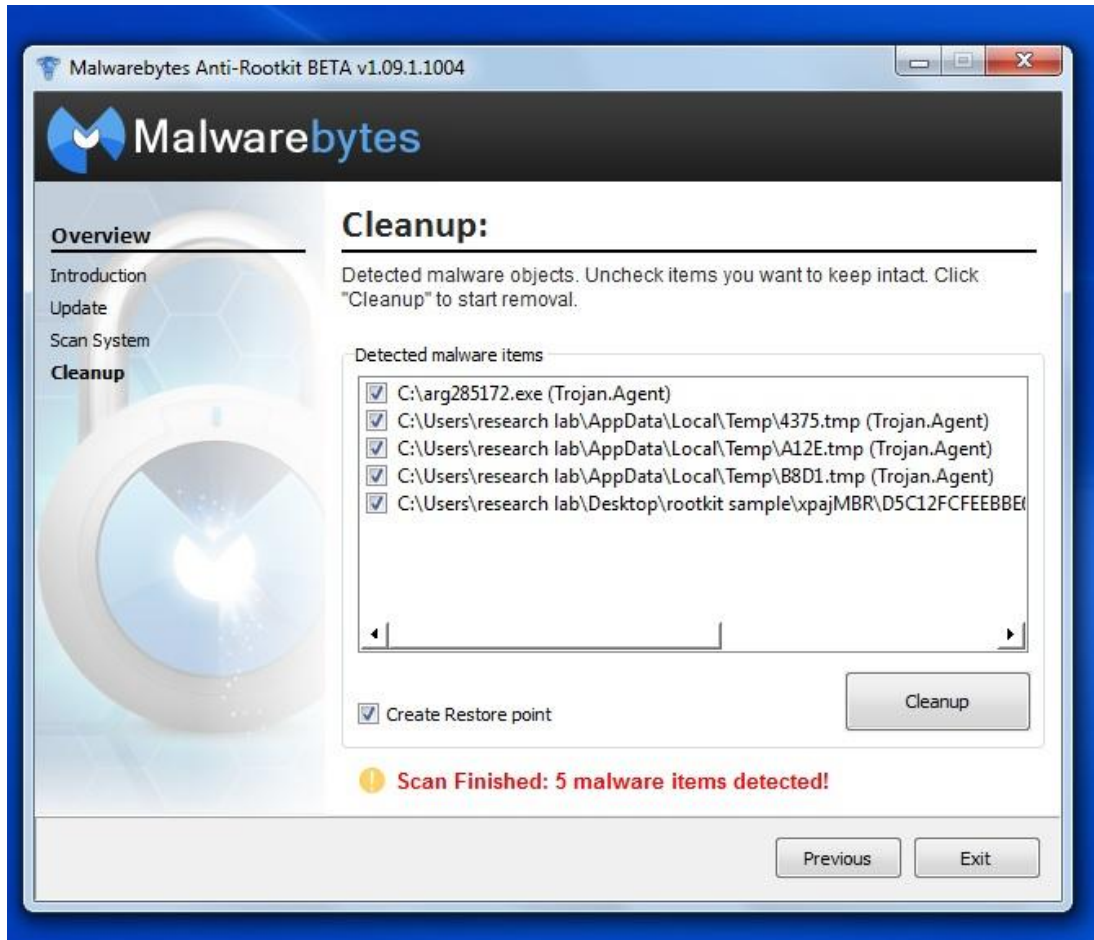 Malwarebytes Anti-Rootkit BETA v1.09.1.1004
Malwarebytes
Overview
Introduction
Update
Scan System
Cleanup
Cleanup:
Detected malware objects. Uncheck items you want to keep intact. Click
"Cleanup" to start removal.
Detected malware items
C:\arg285172.exe (Trojan.Agent)
C:\Users\research lab\AppData\Local\Temp\4375.tmp (Trojan.Agent)
C:\Users\research lab\AppData\Local\Temp\A12E.tmp (Trojan.Agent)
C:\Users\research lab\AppData\Local\Temp\B8D1.tmp (Trojan.Agent)
C:\Users\research lab\Desktop\rootkit sample\xpajMBR\D5C12FCFEEBBE
Create Restore point
Cleanup
Scan Finished: 5 malware items detected!
Previous
Exit